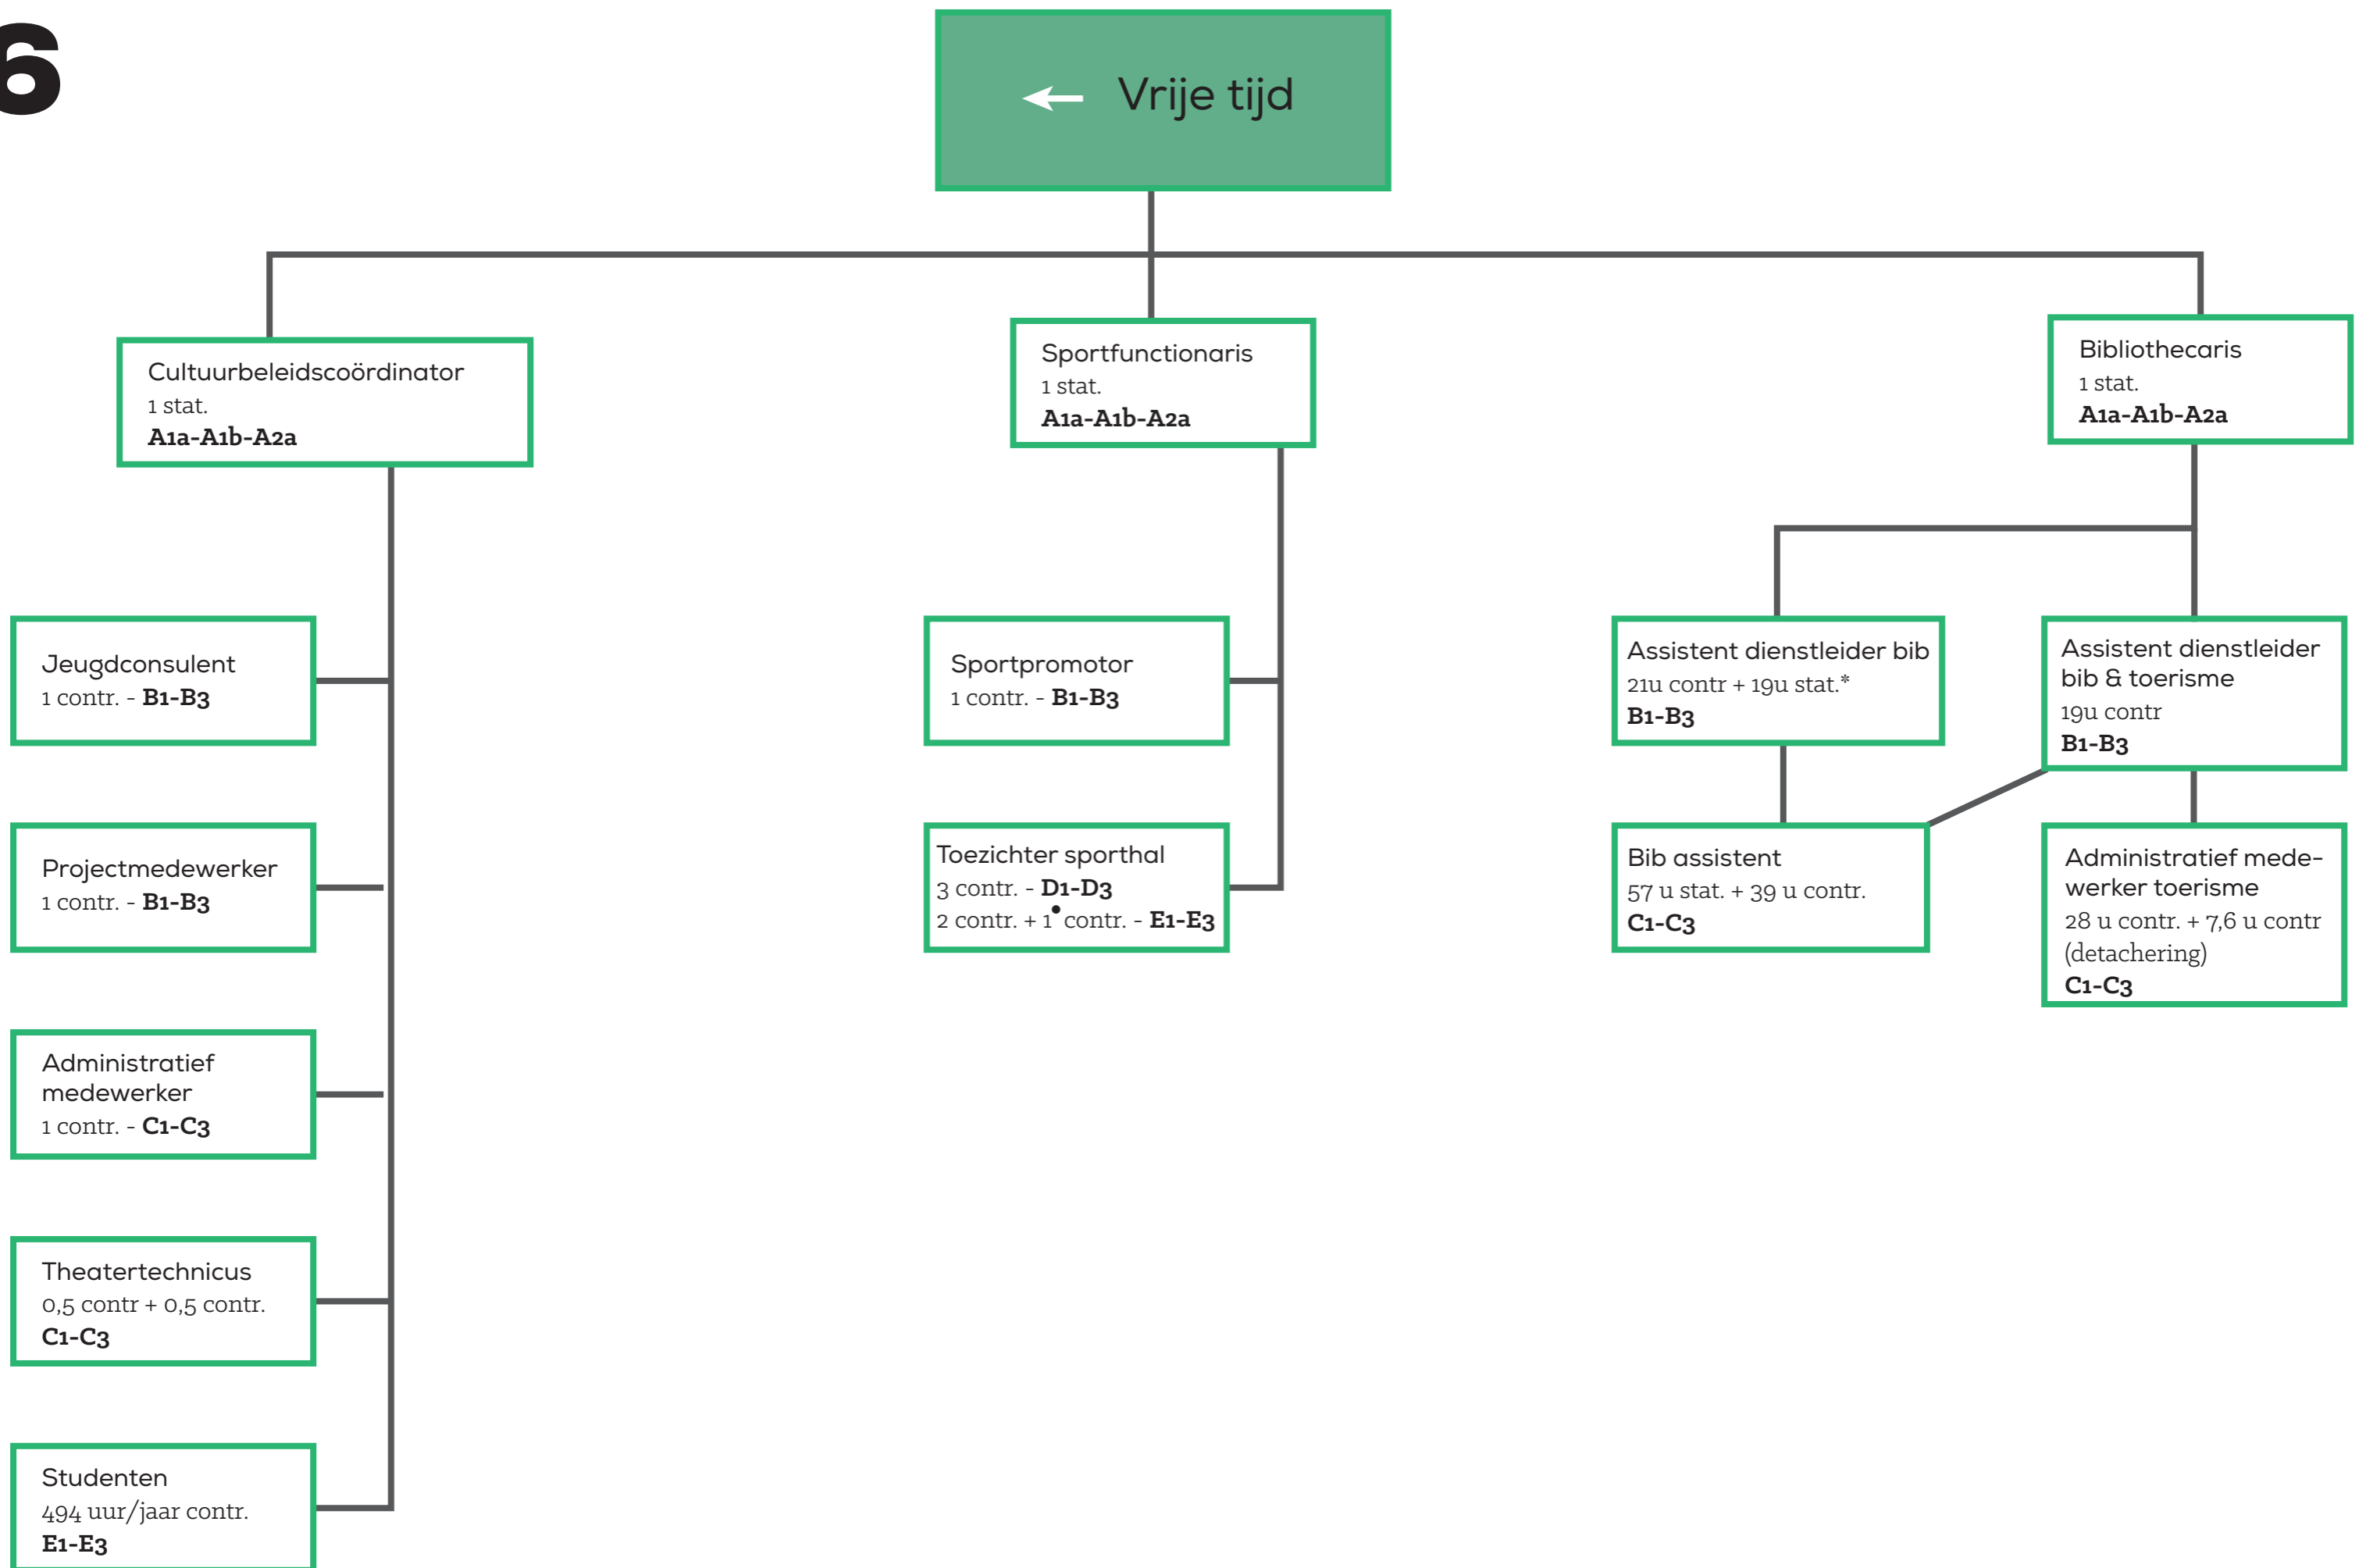 6
Vrije tijd
Cultuurbeleidscoördinator
1 stat.
A1a-A1b-A2a
Sportfunctionaris
1 stat.
A1a-A1b-A2a
Bibliothecaris
1 stat.
A1a-A1b-A2a
Jeugdconsulent
1 contr. - B1-B3
Projectmedewerker
1 contr. - B1-B3
Administratief
medewerker
1 contr. - C1-C3
Theatertechnicus
0,5 contr + 0,5 contr.
C1-C3
Studenten
494 uur/jaar contr.
E1-E3
Sportpromotor
1 contr. - B1-B3
Toezichter sporthal
3 contr. - D1-D3
2 contr. + 1• contr. - E1-E3
Assistent dienstleider bib
21u contr + 19u stat.*
B1-B3
Assistent dienstleider
bib & toerisme
19u contr
B1-B3
Bib assistent
57 u stat. + 39 u contr.
C1-C3
Administratief mede-
werker toerisme
28 u contr. + 7,6 u contr
(detachering)
C1-C3